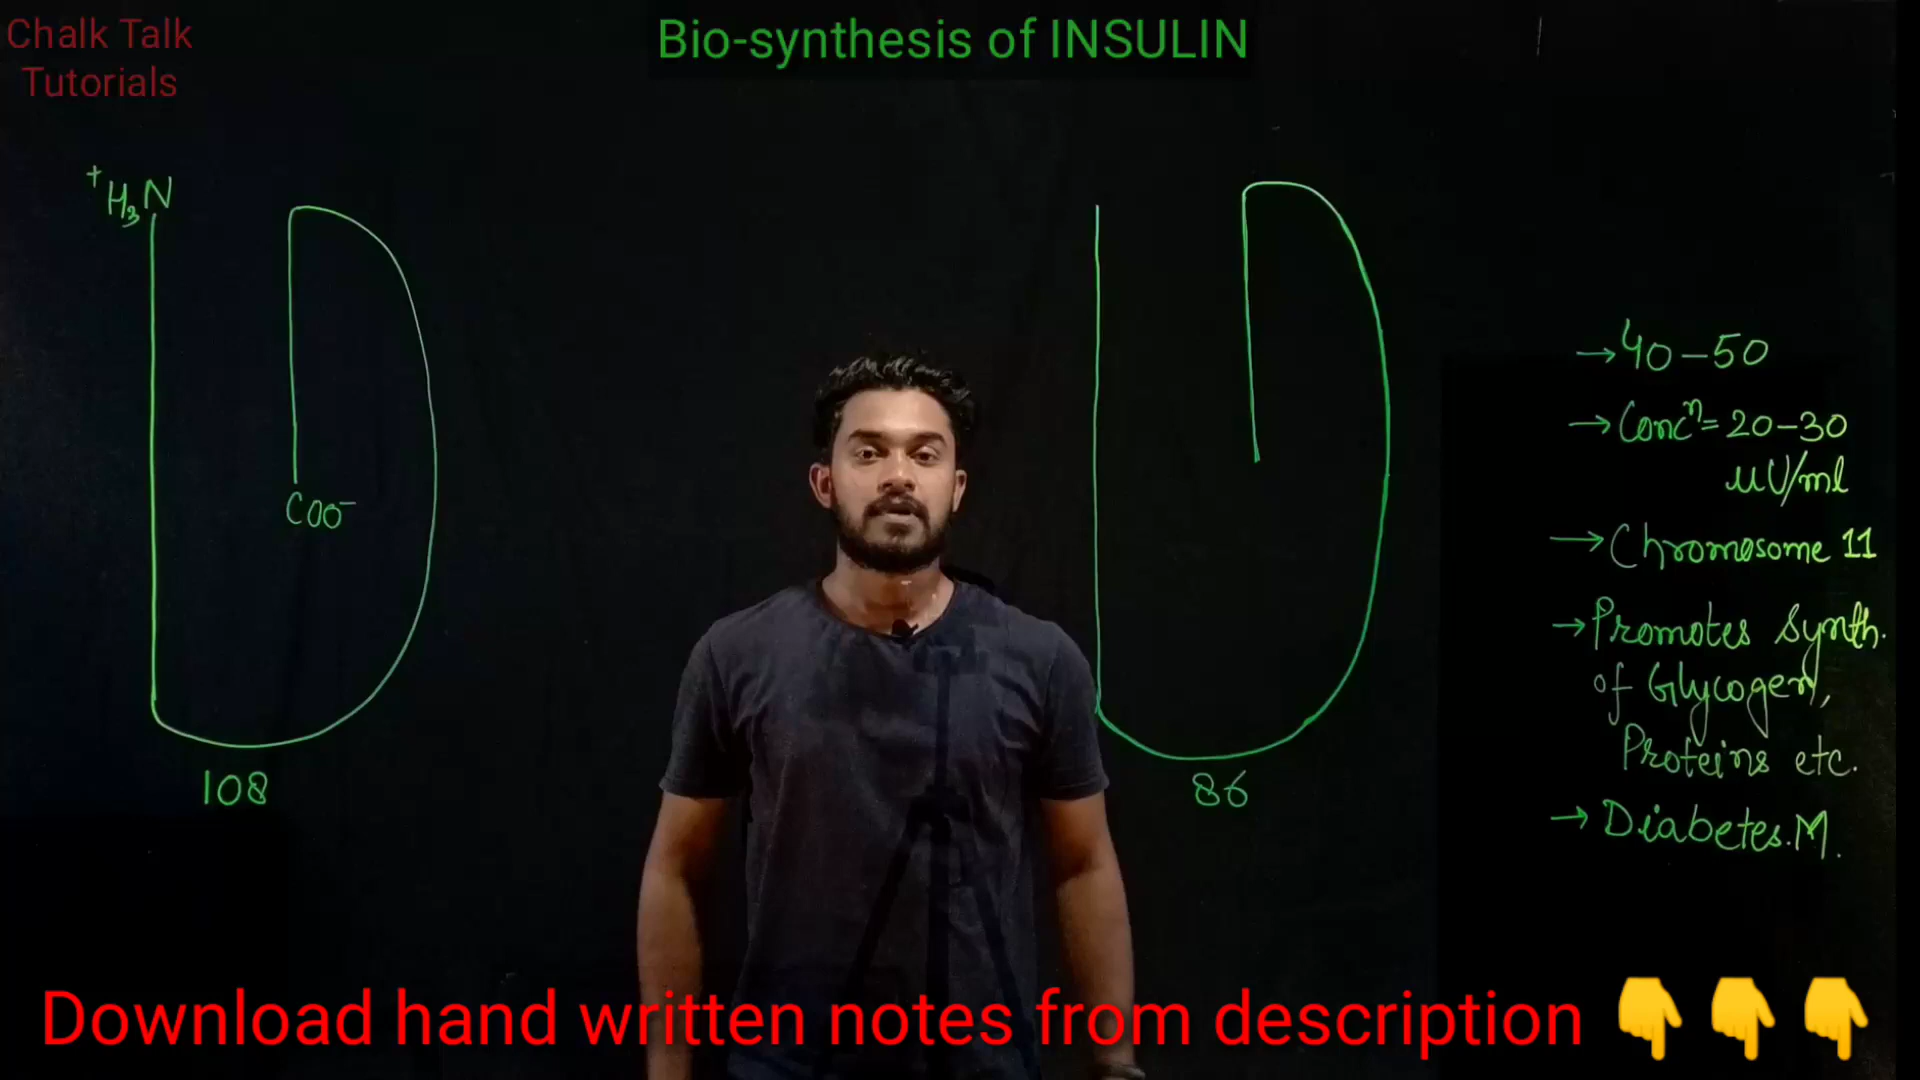 Chalk Talk
Tutorials
Bio-synthesis of INSULIN
+H3N
COO-
108
86
→40-50
→Concn=20-30
μU/ml
→Chromosome 11
→Promotes Synth.
of Glycogen,
Proteins etc.
→Diabetes.M.
Download hand written notes from description 👇👇👇